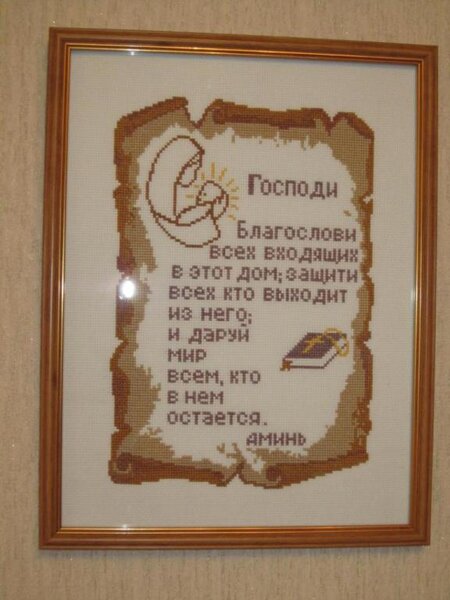 Господи
Благослови
всех входящих
в этот дом; защити
всех кто выходит
из него;
и даруй
мир
всем, кто
в нем
остается.
аминь